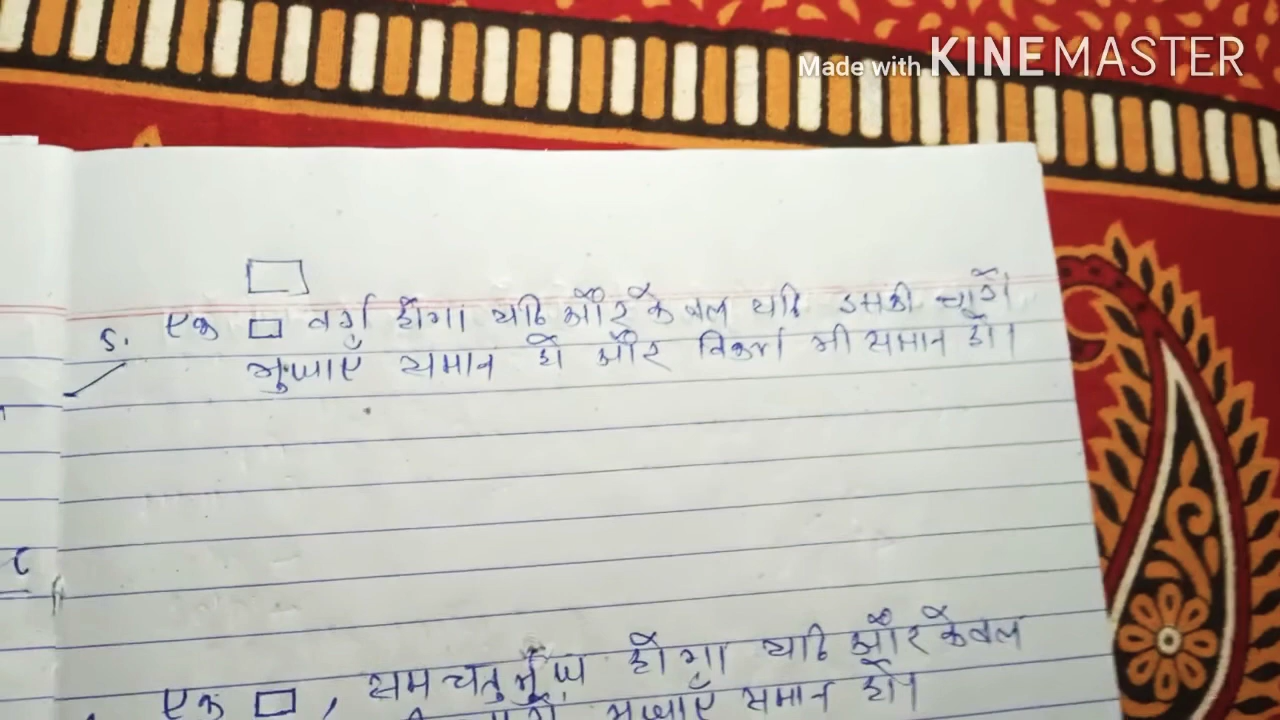 Made with KINEMASTER
5. एक □ वर्ग होगा यदि और केवल यदि इसकी चारों
भुजाएँ समान हो और विकर्ण भी समान हों।
एक □, समचतुर्भुज होगा यदि और केवल
भुजाएँ समान हों।